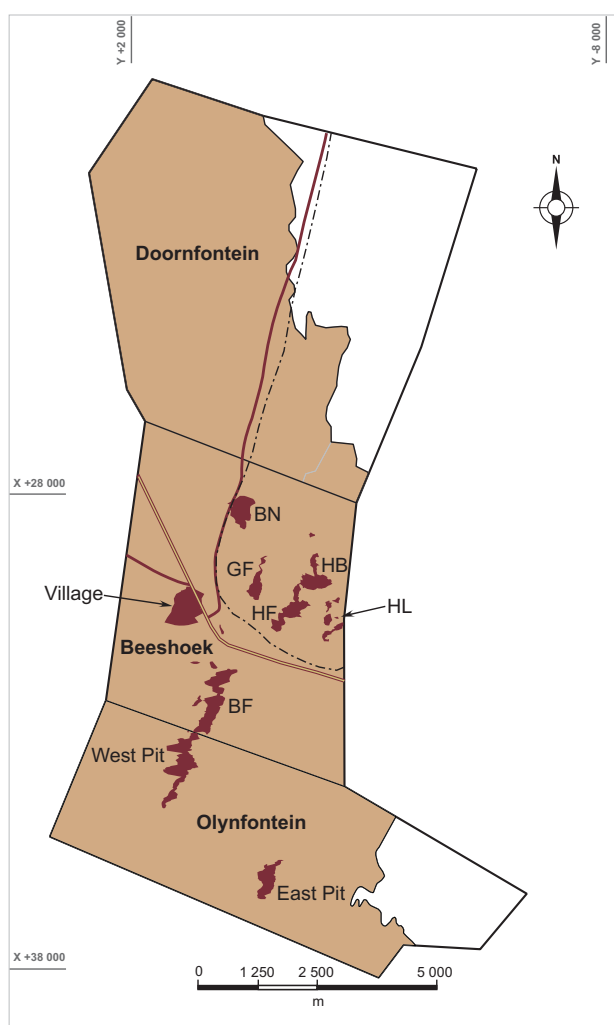 Y +2 000
Y -8 000
N
Doornfontein
X +28 000
BN
GF
HB
Village
HF
HL
Beeshoek
BF
West Pit
Olynfontein
East Pit
X +38 000
0 1 250 2 500 5 000
m